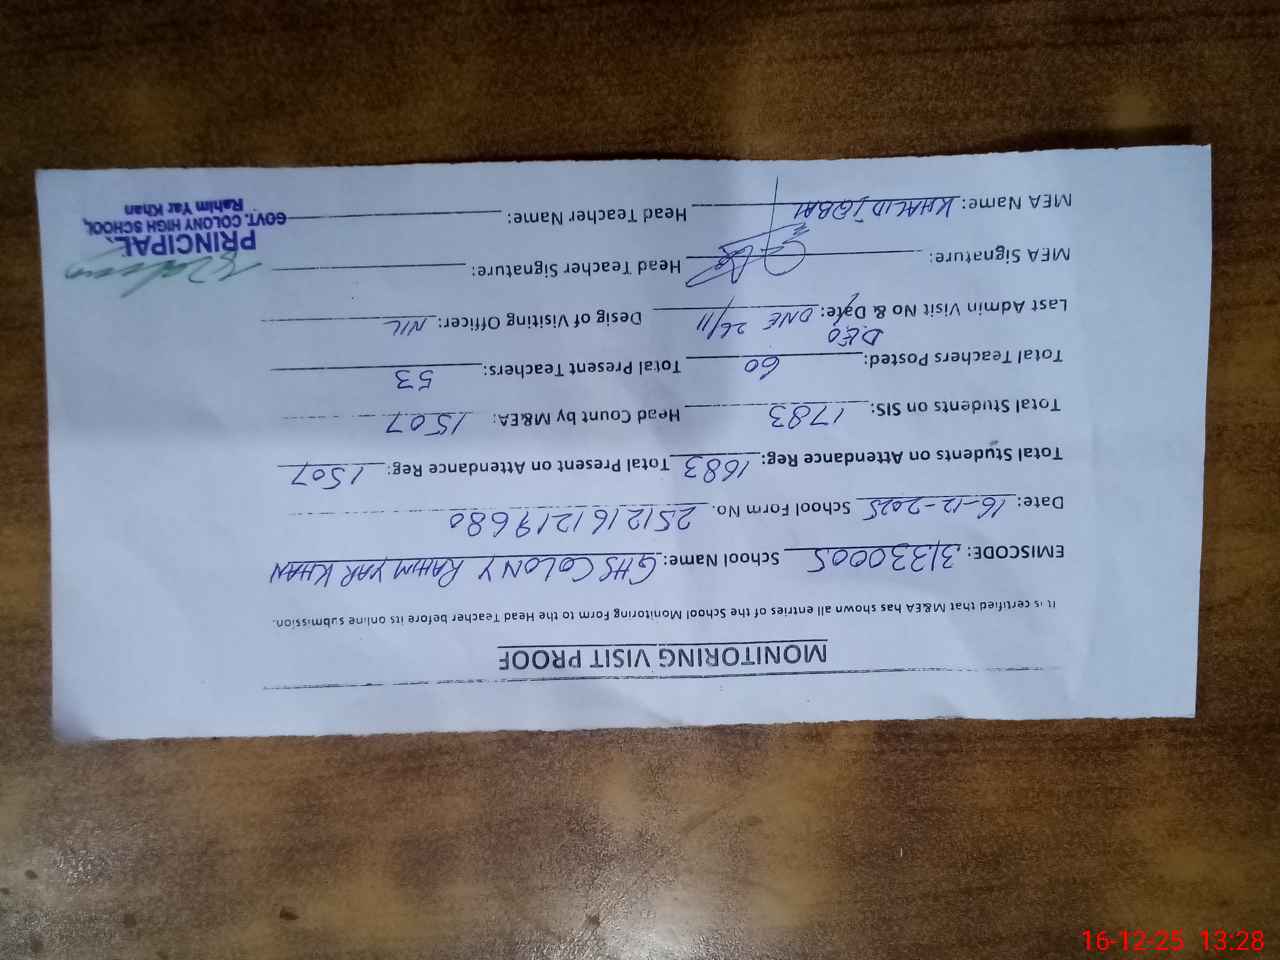 MONITORING VISIT PROOF
It is certified that M&EA has shown all entries of the School Monitoring Form to the Head Teacher before its online submission.
EMISCODE: 31330005 School Name: GHS COLONY RAHIM YAR KHAN
Date: 16-12-2025 School Form No. 2512161219680
Total Students on Attendance Reg: 1683 Total Present on Attendance Reg: 1507
Total Students on SIS: 1783 Head Count by M&EA: 1507
Total Teachers Posted: 60 Total Present Teachers: 53
DEO
Last Admin Visit No & Date: ONE 26/11 Desig of Visiting Officer: NIL
MEA Signature: Head Teacher Signature:
MEA Name: KHALID IQBAL Head Teacher Name:
PRINCIPAL,
GOVT. COLONY HIGH SCHOOL,
Rahim Yar Khan
16-12-25 13:28